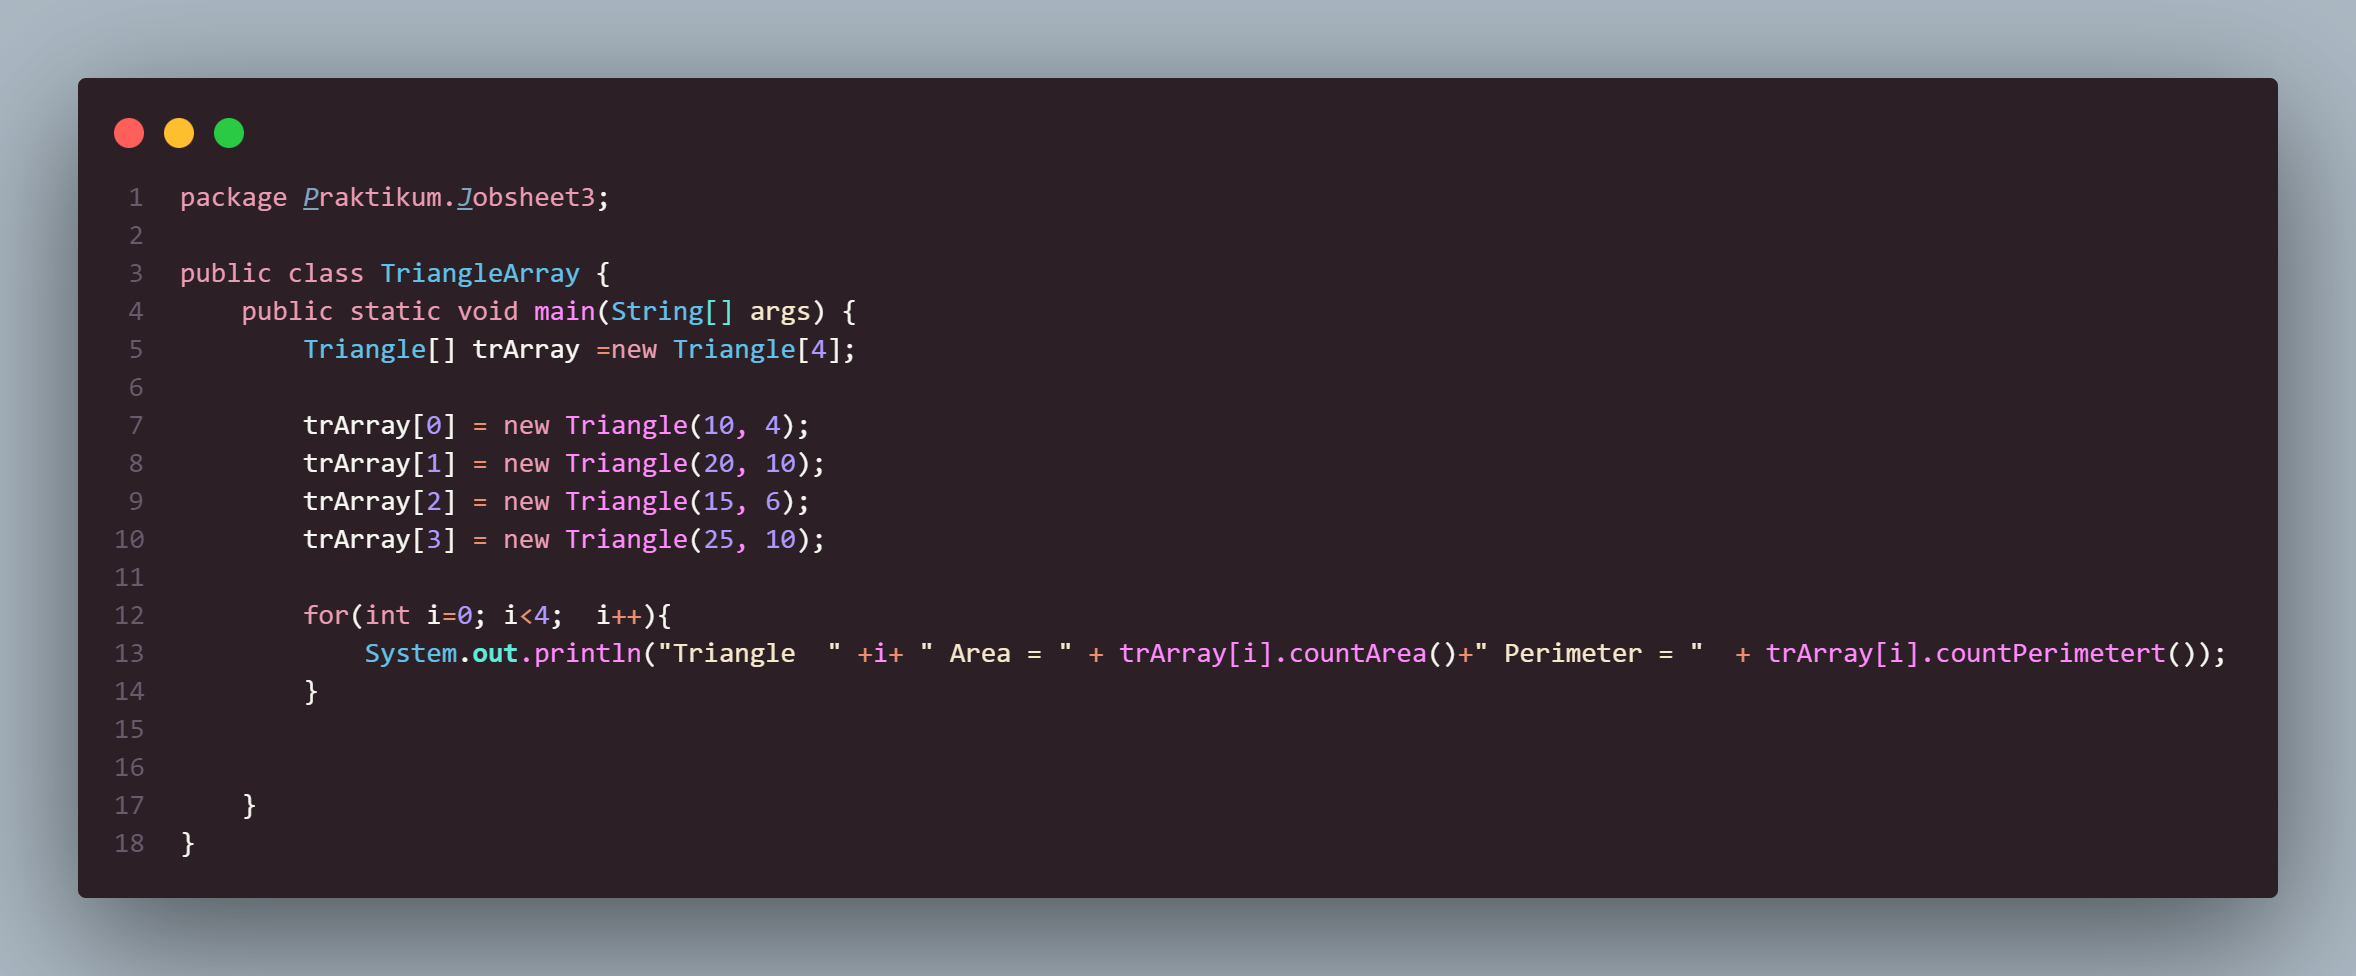 1 package Praktikum.Jobsheet3;
2
3 public class TriangleArray {
4     public static void main(String[] args) {
5         Triangle[] trArray =new Triangle[4];
6
7         trArray[0] = new Triangle(10, 4);
8         trArray[1] = new Triangle(20, 10);
9         trArray[2] = new Triangle(15, 6);
10         trArray[3] = new Triangle(25, 10);
11
12         for(int i=0; i<4;  i++){
13             System.out.println("Triangle  " +i+ " Area = " + trArray[i].countArea()+" Perimeter = "  + trArray[i].countPerimetert());
14         }
15
16
17     }
18 }